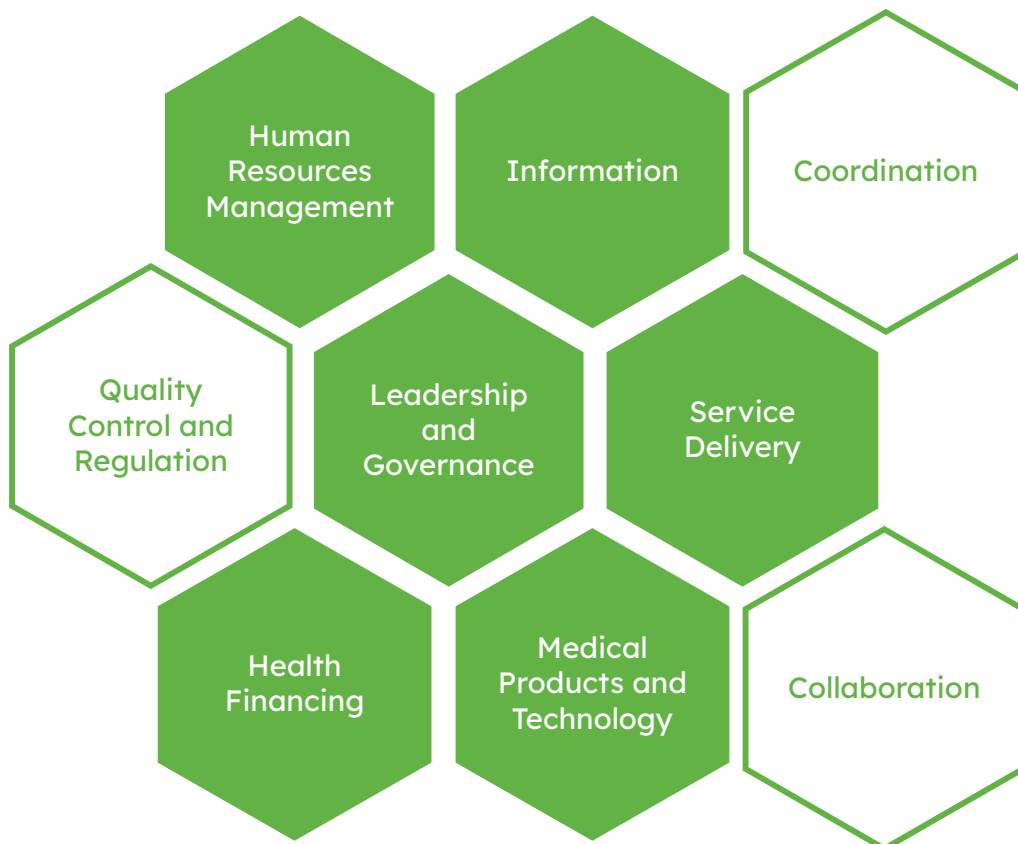 Human
Resources
Management
Information
Coordination
Quality
Control and
Regulation
Leadership
and
Governance
Service
Delivery
Health
Financing
Medical
Products and
Technology
Collaboration